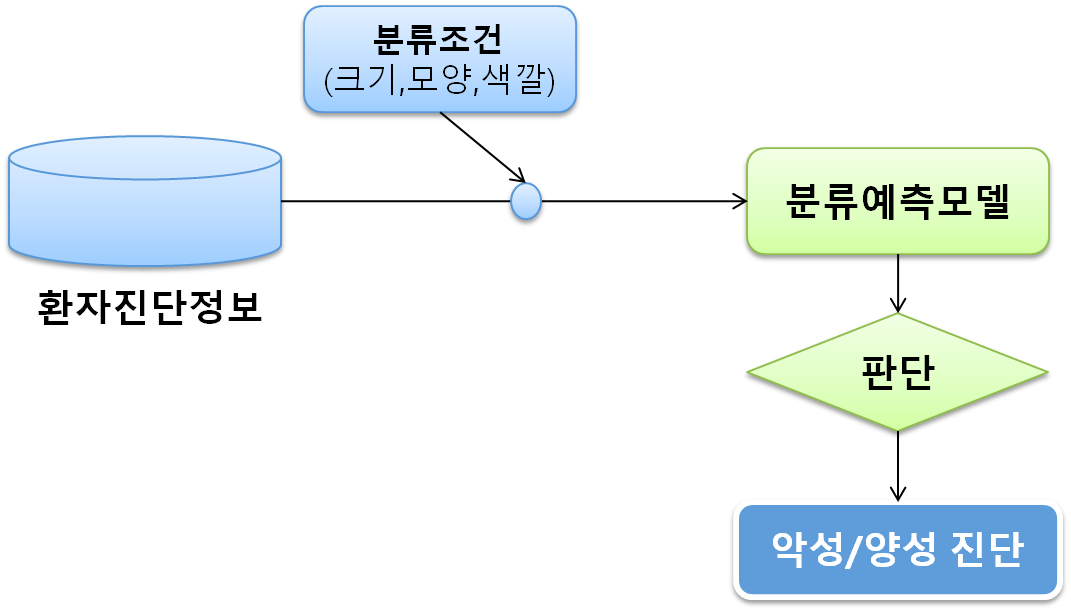 분류조건
(크기,모양,색깔)
환자진단정보
분류예측모델
판단
악성/양성 진단